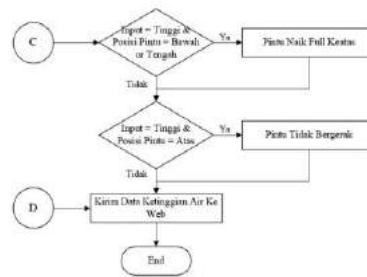 C
Input = Tinggi &
Posisi Pintu = Bawah
or Tengah
Ya
Pintu Naik Full Keatas
Tidak
Input = Tinggi &
Posisi Pintu = Atas
Ya
Pintu Tidak Bergerak
Tidak
D
Kirim Data Ketinggian Air Ke
Web
End